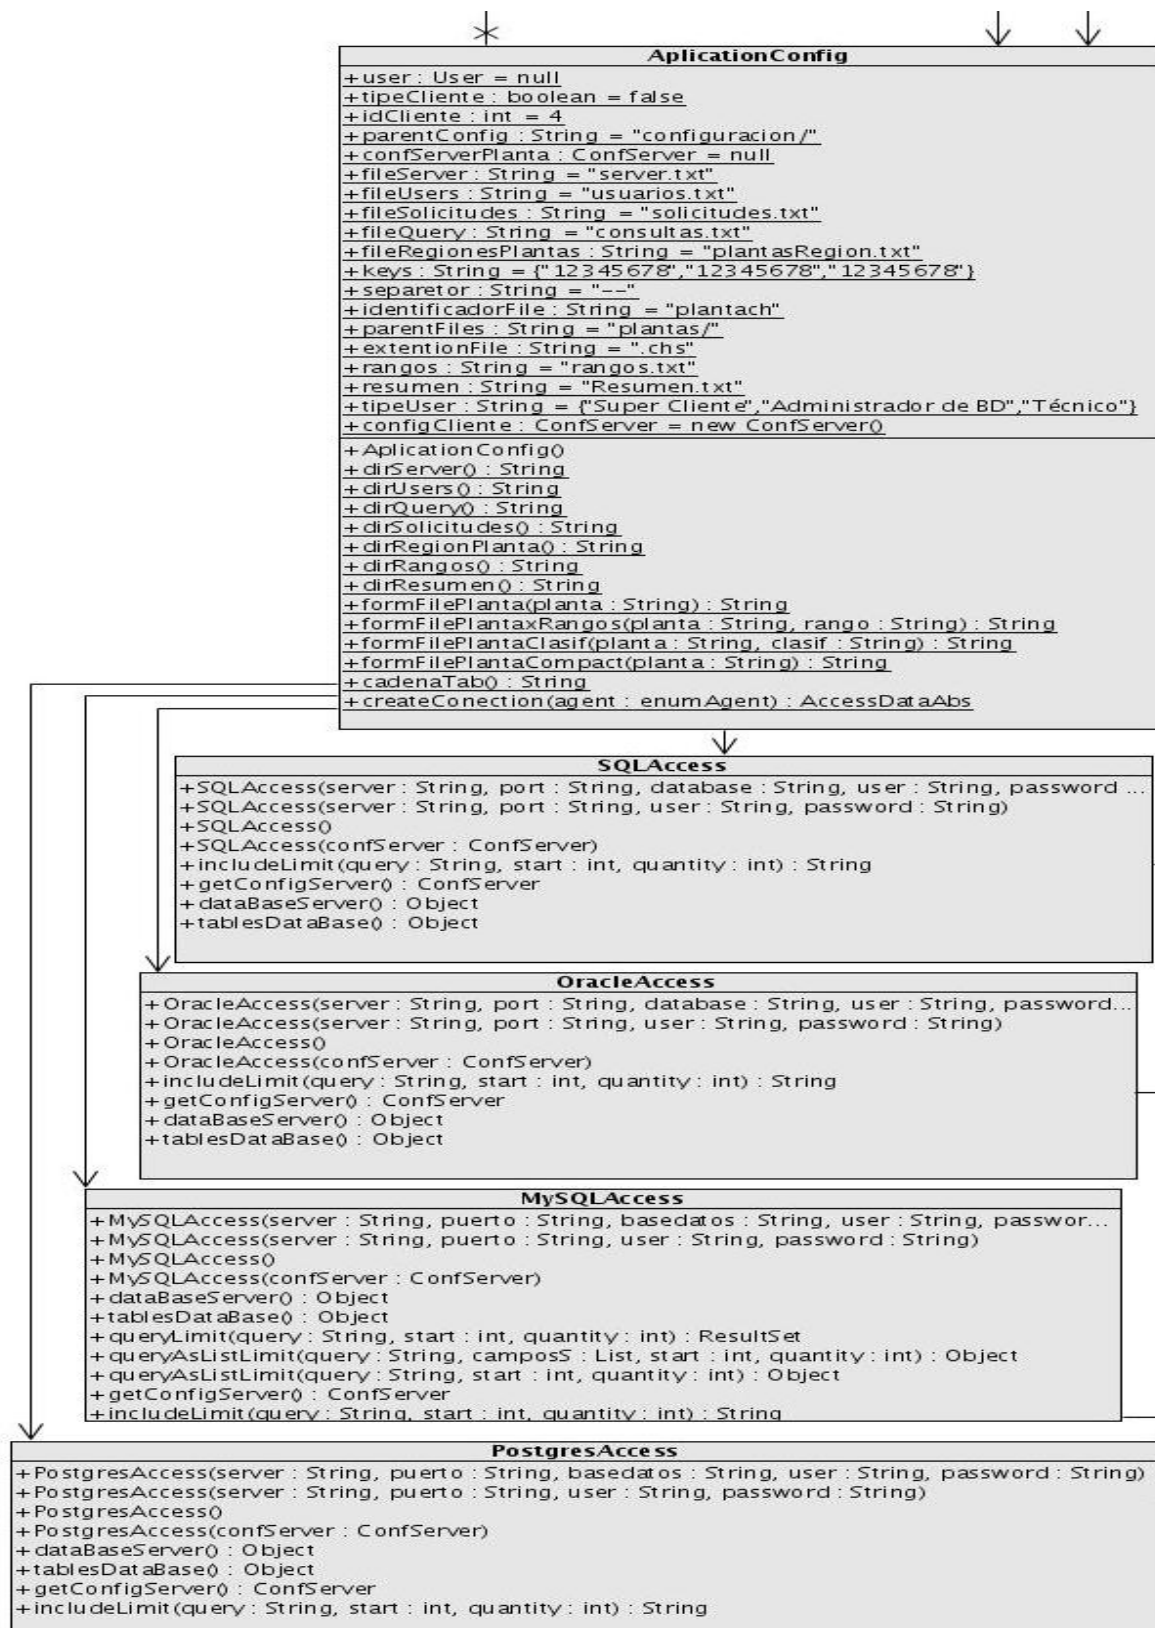 AplicationConfig
+user : User = null
+tipeCliente : boolean = false
+idCliente : int = 4
+parentConfig : String = "configuracion/"
+confServerPlanta : ConfServer = null
+fileServer : String = "server.txt"
+fileUsers : String = "usuarios.txt"
+fileSolicitudes : String = "solicitudes.txt"
+fileQuery : String = "consultas.txt"
+fileRegionesPlantas : String = "plantasRegion.txt"
+keys : String = {"12345678","12345678","12345678"}
+separetor : String = "--"
+identificadorFile : String = "plantach"
+parentFiles : String = "plantas/"
+extentionFile : String = ".chs"
+rangos : String = "rangos.txt"
+resumen : String = "Resumen.txt"
+tipeUser : String = {"Super Cliente","Administrador de BD","Técnico"}
+configCliente : ConfServer = new ConfServer()
+AplicationConfig()
+dirServer() : String
+dirUsers() : String
+dirQuery() : String
+dirSolicitudes() : String
+dirRegionPlanta() : String
+dirRangos() : String
+dirResumen() : String
+formFilePlanta(planta : String) : String
+formFilePlantaxRangos(planta : String, rango : String) : String
+formFilePlantaClasif(planta : String, clasif : String) : String
+formFilePlantaCompact(planta : String) : String
+cadenaTab() : String
+createConection(agent : enumAgent) : AccessDataAbs
SQLAccess
+SQLAccess(server : String, port : String, database : String, user : String, password ...
+SQLAccess(server : String, port : String, user : String, password : String)
+SQLAccess()
+SQLAccess(confServer : ConfServer)
+includeLimit(query : String, start : int, quantity : int) : String
+getConfigServer() : ConfServer
+dataBaseServer() : Object
+tablesDataBase() : Object
OracleAccess
+OracleAccess(server : String, port : String, database : String, user : String, password...
+OracleAccess(server : String, port : String, user : String, password : String)
+OracleAccess()
+OracleAccess(confServer : ConfServer)
+includeLimit(query : String, start : int, quantity : int) : String
+getConfigServer() : ConfServer
+dataBaseServer() : Object
+tablesDataBase() : Object
MySQLAccess
+MySQLAccess(server : String, puerto : String, basedatos : String, user : String, passwor...
+MySQLAccess(server : String, puerto : String, user : String, password : String)
+MySQLAccess()
+MySQLAccess(confServer : ConfServer)
+dataBaseServer() : Object
+tablesDataBase() : Object
+queryLimit(query : String, start : int, quantity : int) : ResultSet
+queryAsListLimit(query : String, camposS : List, start : int, quantity : int) : Object
+queryAsListLimit(query : String, start : int, quantity : int) : Object
+getConfigServer() : ConfServer
+includeLimit(query : String, start : int, quantity : int) : String
PostgresAccess
+PostgresAccess(server : String, puerto : String, basedatos : String, user : String, password : String)
+PostgresAccess(server : String, puerto : String, user : String, password : String)
+PostgresAccess()
+PostgresAccess(confServer : ConfServer)
+dataBaseServer() : Object
+tablesDataBase() : Object
+getConfigServer() : ConfServer
+includeLimit(query : String, start : int, quantity : int) : String